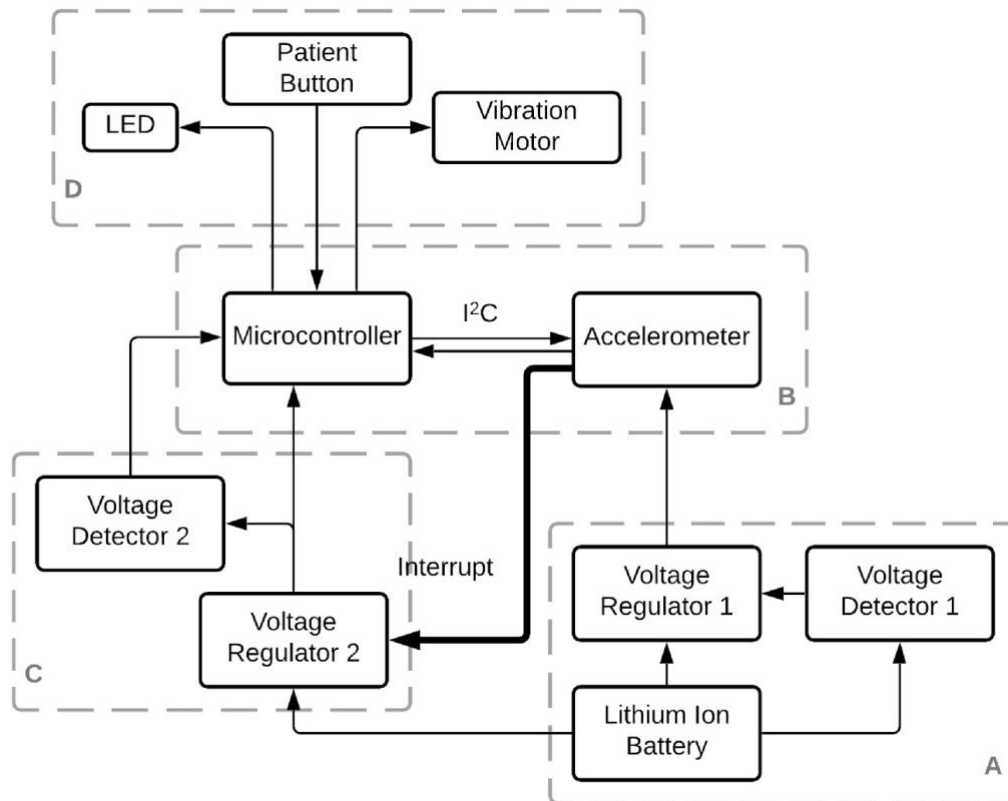 Patient
Button
LED
Vibration
Motor
D
Microcontroller
I²C
Accelerometer
B
Voltage
Detector 2
Interrupt
Voltage
Regulator 2
C
Voltage
Regulator 1
Voltage
Detector 1
Lithium Ion
Battery
A